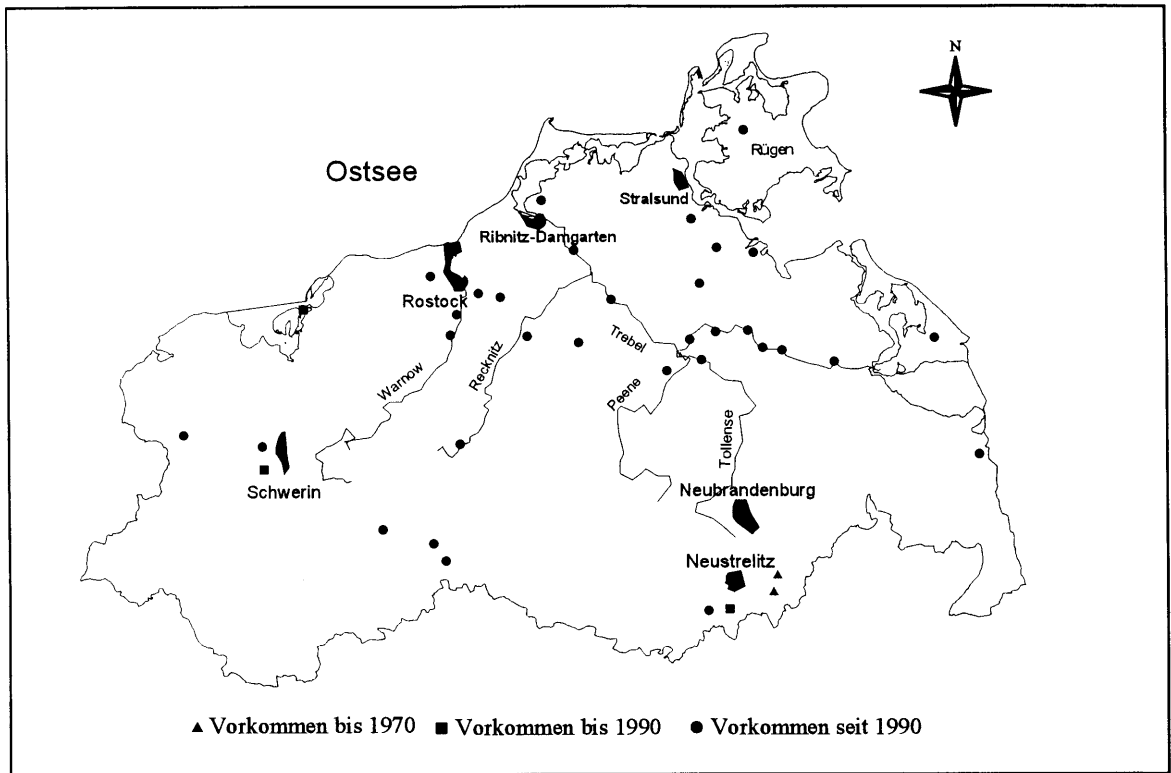 N
Ostsee
Rügen
Stralsund
Ribnitz-Damgarten
Rostock
Trebel
Recknitz
Warnow
Peene
Tollense
Schwerin
Neubrandenburg
Neustrelitz
▲ Vorkommen bis 1970 ■ Vorkommen bis 1990 ● Vorkommen seit 1990